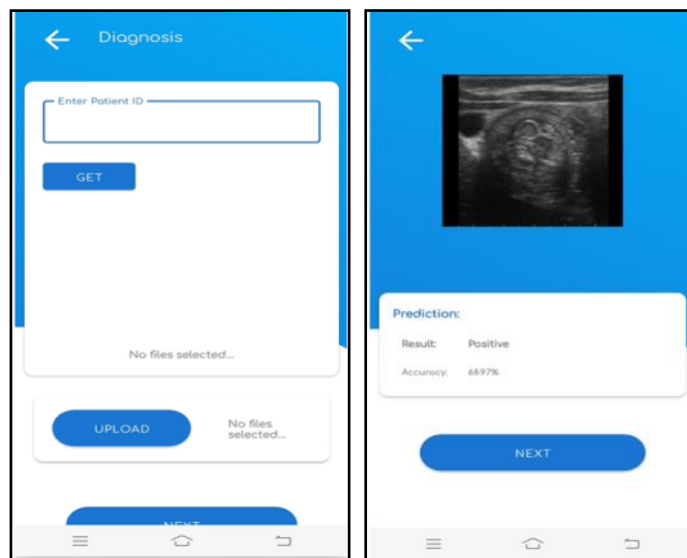 Diagnosis
Enter Patient ID
GET
No files selected...
UPLOAD
No files
selected...
NEXT
Prediction:
Result: Positive
Accuracy: 68.97%
NEXT